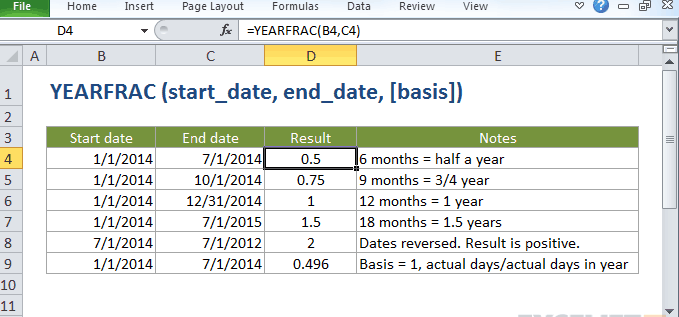 File Home Insert Page Layout Formulas Data Review View
D4 fx =YEARFRAC(B4,C4)
A B C D E
1 YEARFRAC (start_date, end_date, [basis])
2
3 Start date End date Result Notes
4 1/1/2014 7/1/2014 0.5 6 months = half a year
5 1/1/2014 10/1/2014 0.75 9 months = 3/4 year
6 1/1/2014 12/31/2014 1 12 months = 1 year
7 1/1/2014 7/1/2015 1.5 18 months = 1.5 years
8 7/1/2014 7/1/2012 2 Dates reversed. Result is positive.
9 1/1/2014 7/1/2014 0.496 Basis = 1, actual days/actual days in year
10
11